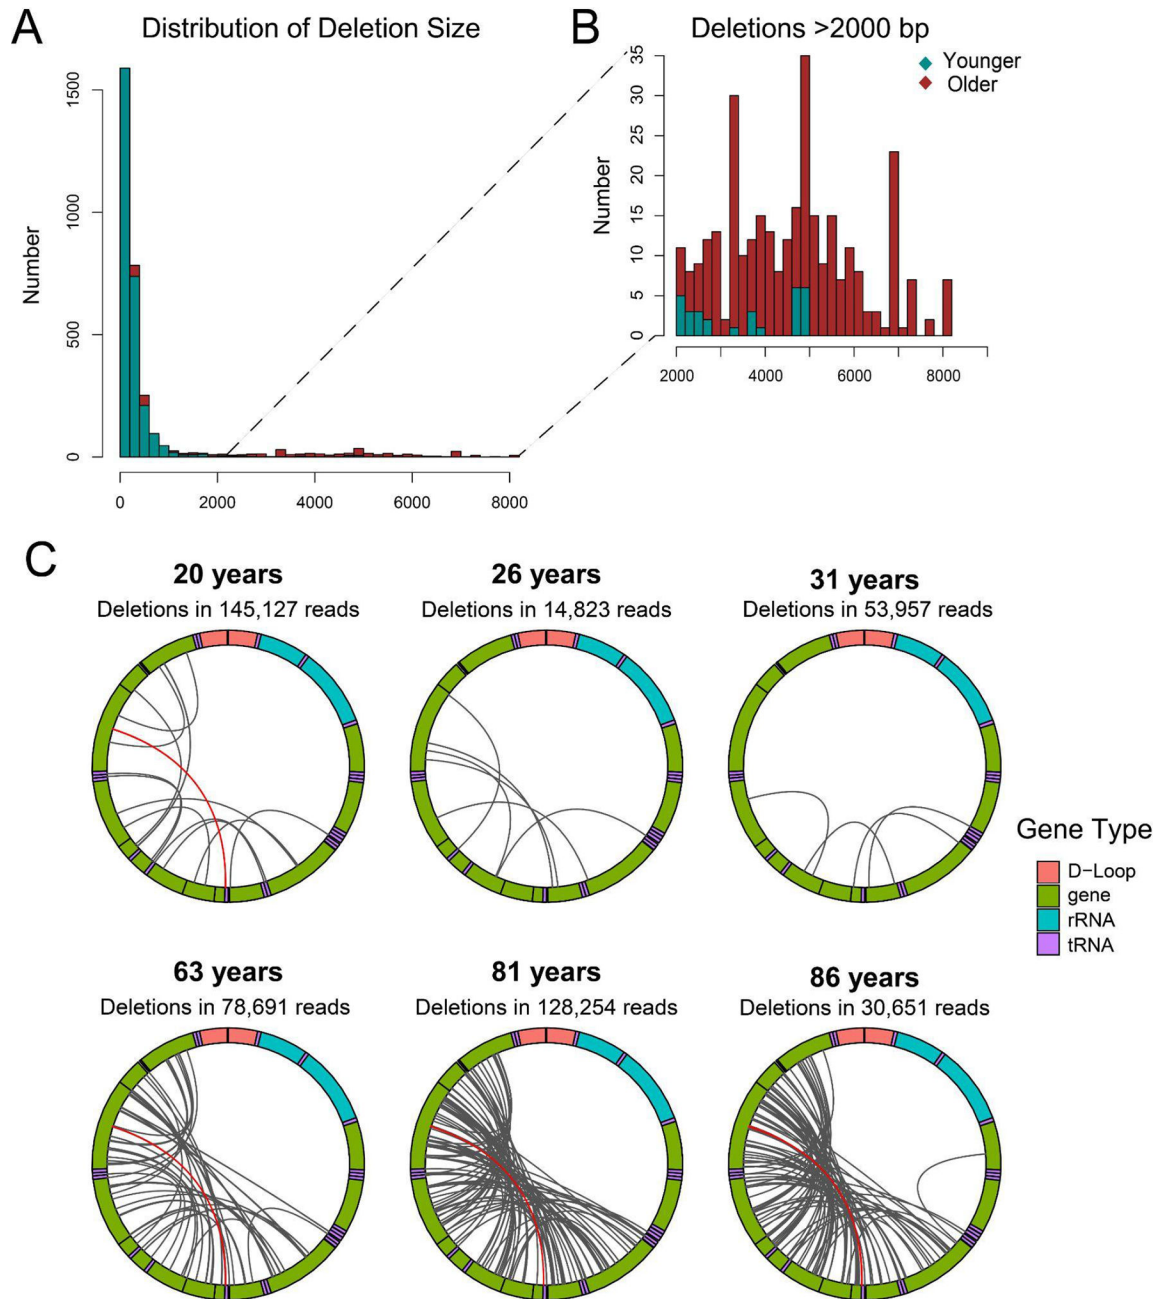 A
Distribution of Deletion Size
Number
1500
1000
500
0
0 2000 4000 6000 8000
B
Deletions >2000 bp
Younger
Older
Number
35
30
25
20
15
10
5
0
2000 4000 6000 8000
C
20 years
Deletions in 145,127 reads
26 years
Deletions in 14,823 reads
31 years
Deletions in 53,957 reads
Gene Type
D-Loop
gene
rRNA
tRNA
63 years
Deletions in 78,691 reads
81 years
Deletions in 128,254 reads
86 years
Deletions in 30,651 reads